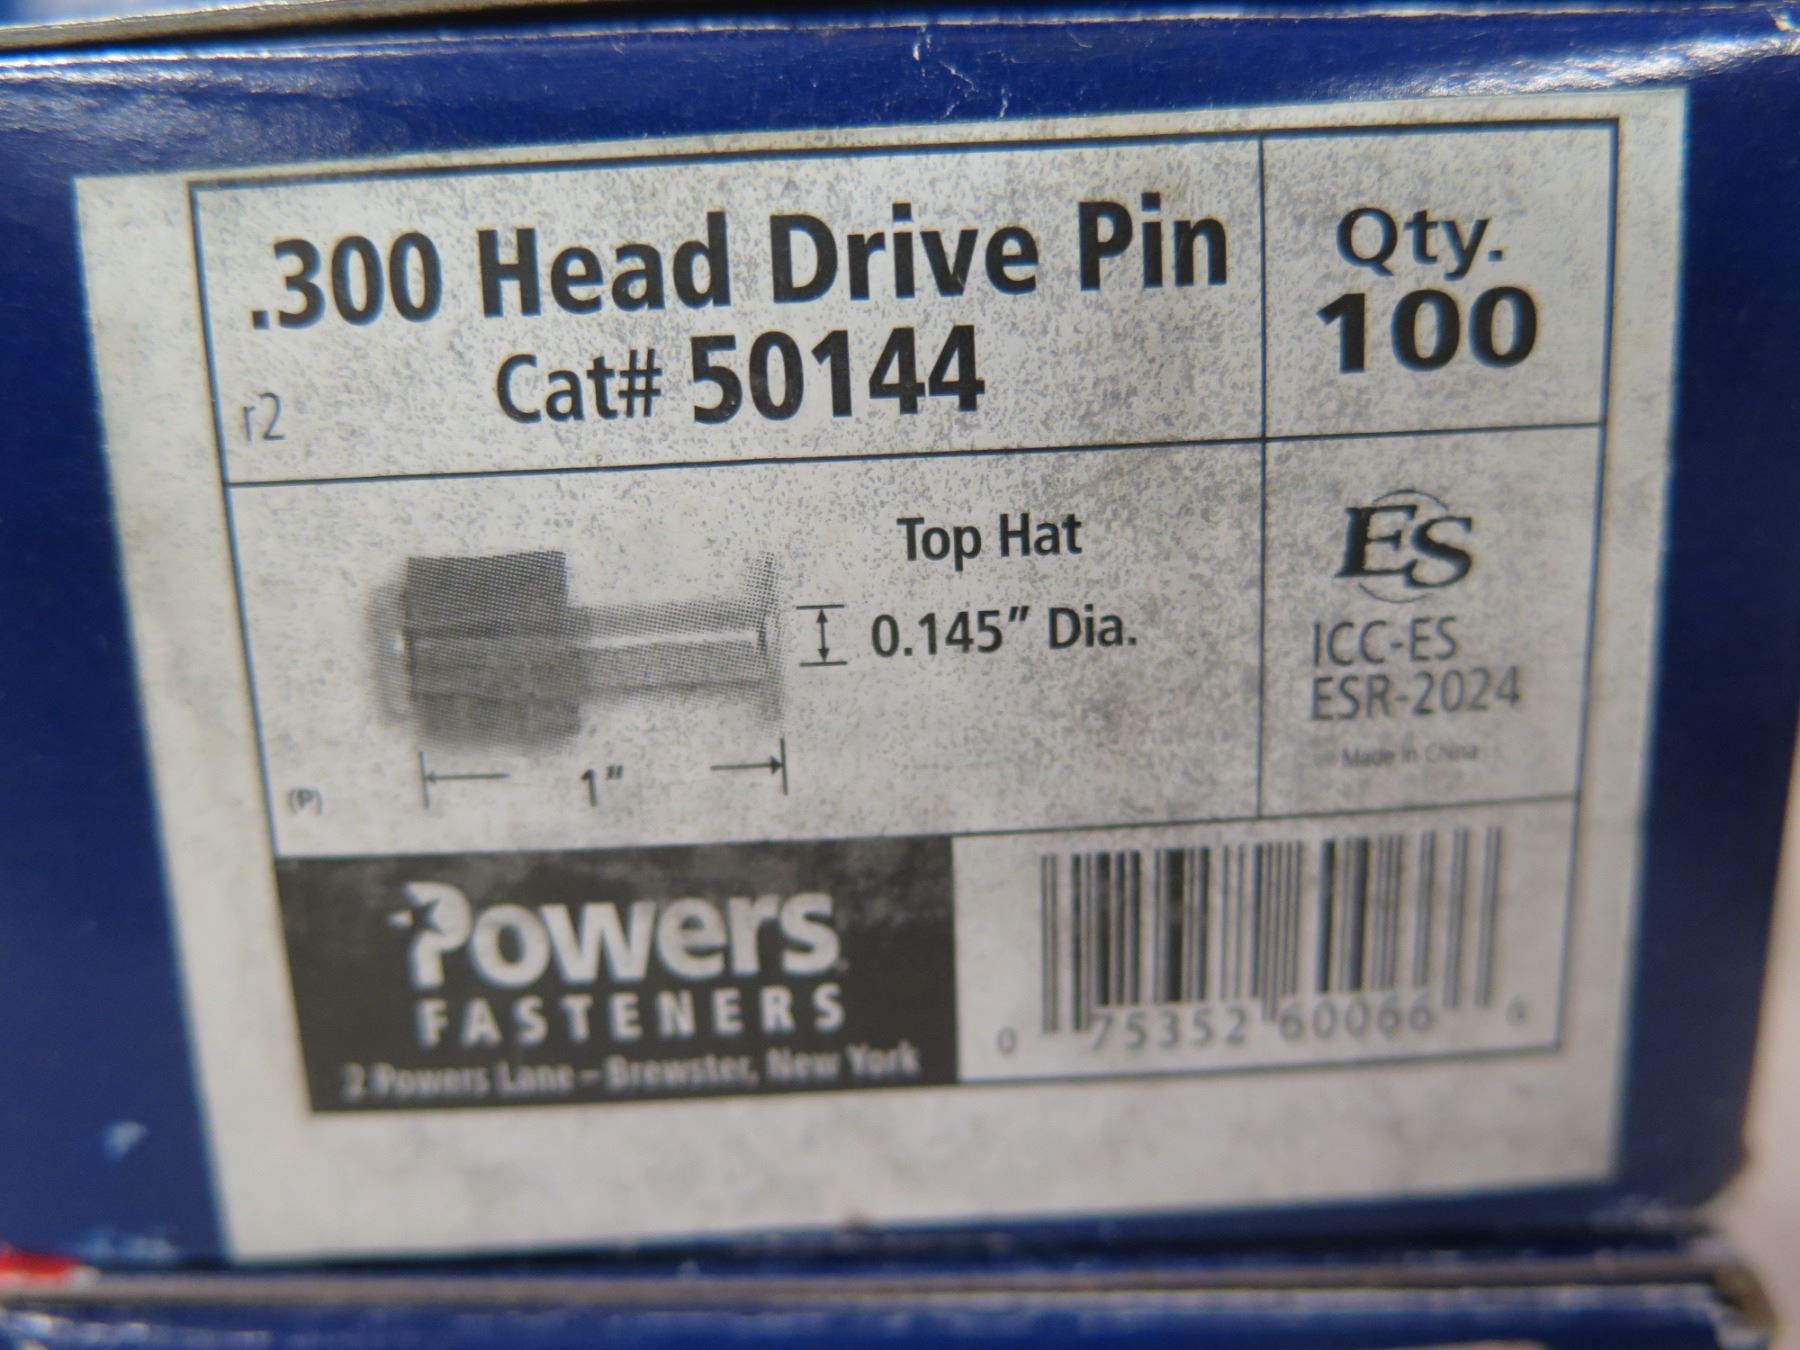 .300 Head Drive Pin
Cat# 50144
r2
Qty.
100
Top Hat
0.145" Dia.
1"
(P)
ES
ICC-ES
ESR-2024
Made in China
Powers
FASTENERS
2 Powers Lane – Brewster, New York
0 75352 60066 6